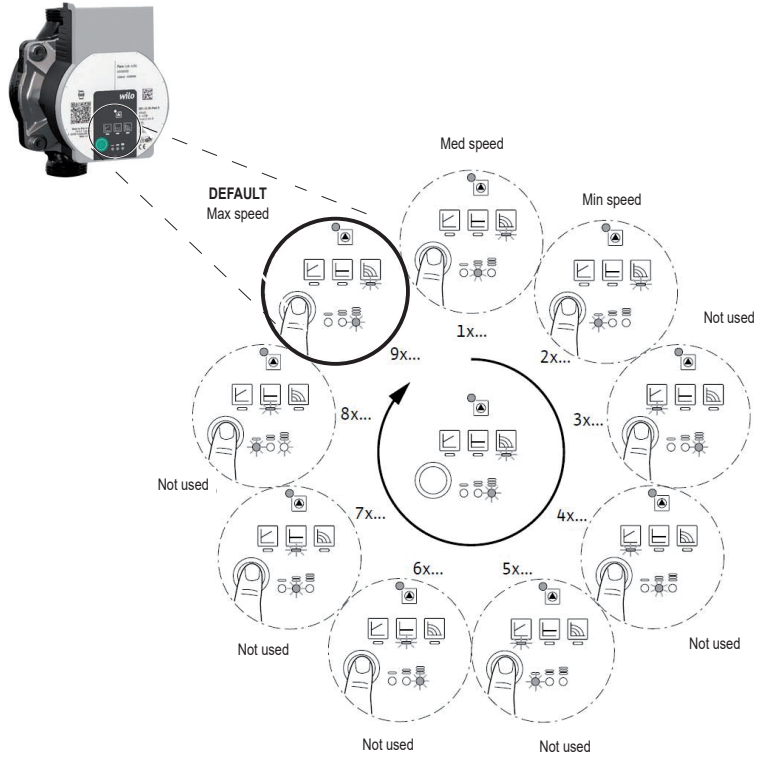 wilo
Med speed
DEFAULT
Max speed
Min speed
Not used
1x...
9x...
2x...
8x...
3x...
Not used
7x...
4x...
6x...
5x...
Not used
Not used
Not used
Not used